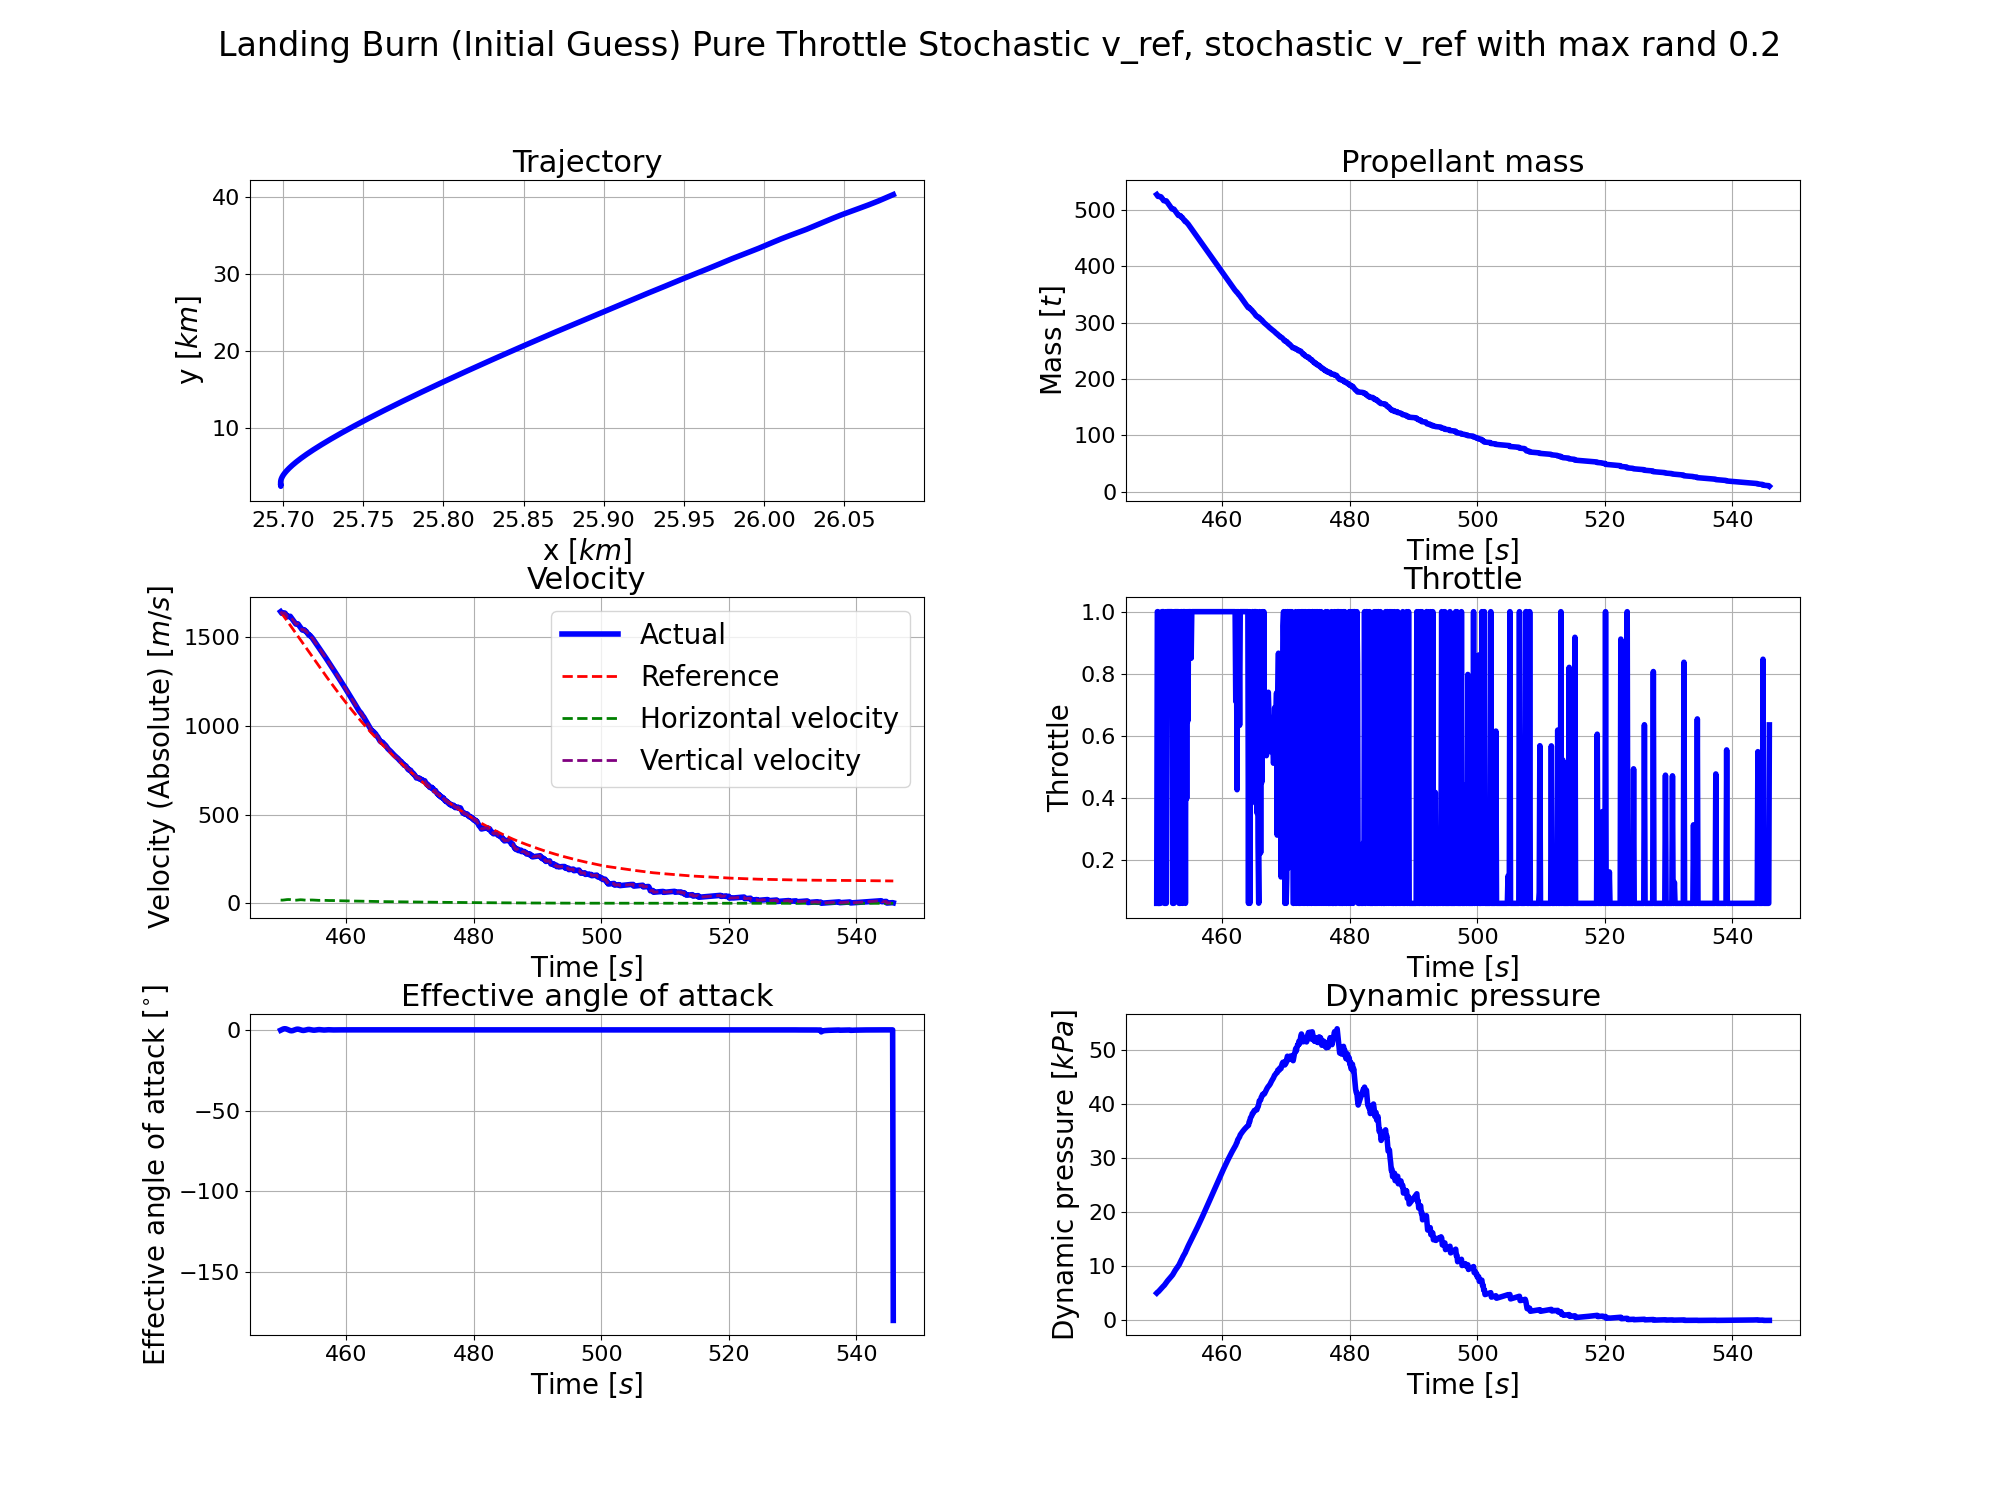 Landing Burn (Initial Guess) Pure Throttle Stochastic v_ref, stochastic v_ref with max rand 0.2
Trajectory
y [km]
40
30
20
10
25.70 25.75 25.80 25.85 25.90 25.95 26.00 26.05
x [km]
Propellant mass
Mass [t]
500
400
300
200
100
0
460 480 500 520 540
Time [s]
Velocity
Velocity (Absolute) [m/s]
1500
1000
500
0
Actual
Reference
Horizontal velocity
Vertical velocity
460 480 500 520 540
Time [s]
Throttle
Throttle
1.0
0.8
0.6
0.4
0.2
460 480 500 520 540
Time [s]
Effective angle of attack
Effective angle of attack [°]
0
−50
−100
−150
460 480 500 520 540
Time [s]
Dynamic pressure
Dynamic pressure [kPa]
50
40
30
20
10
0
460 480 500 520 540
Time [s]